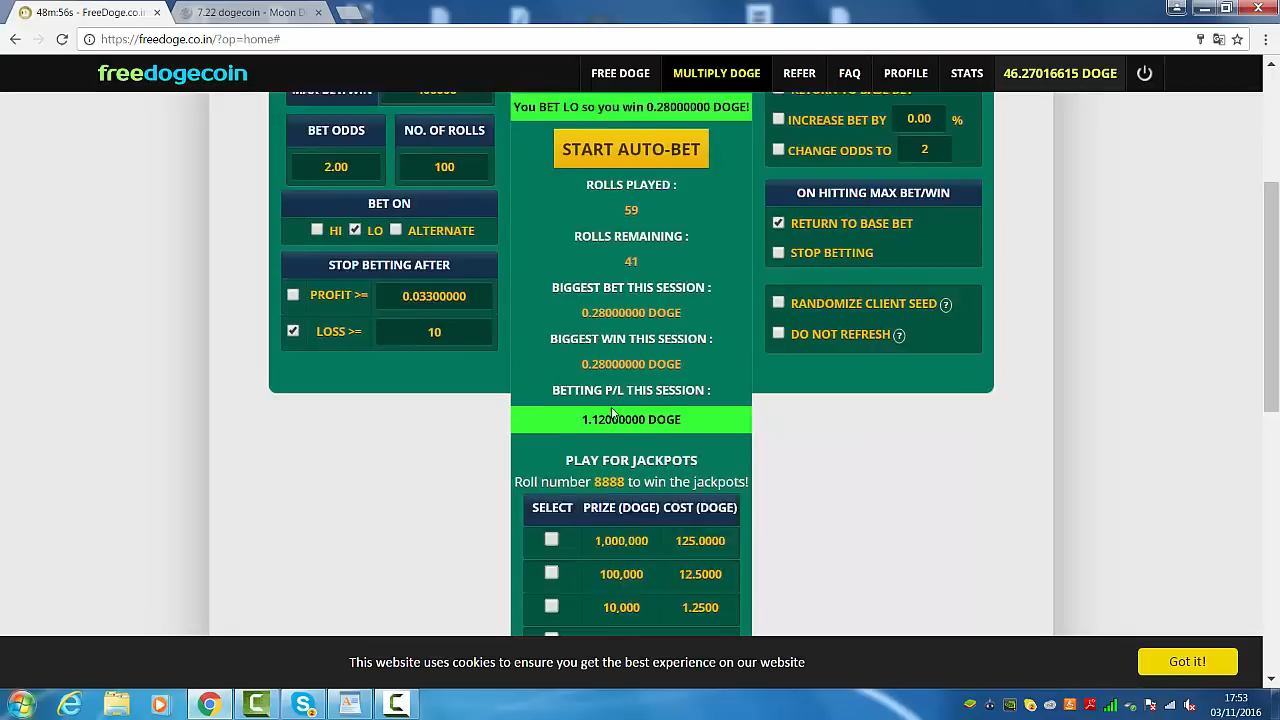 48m:56s - FreeDoge.co.in
7.22 dogecoin - Moon D
https://freedoge.co.in/?op=home#
freedogecoin
FREE DOGE
MULTIPLY DOGE
REFER
FAQ
PROFILE
STATS
46.27016615 DOGE
BET ODDS
NO. OF ROLLS
2.00
100
BET ON
HI
LO
ALTERNATE
STOP BETTING AFTER
PROFIT >=
0.03300000
LOSS >=
10
You BET LO so you win 0.28000000 DOGE!
START AUTO-BET
ROLLS PLAYED :
59
ROLLS REMAINING :
41
BIGGEST BET THIS SESSION :
0.28000000 DOGE
BIGGEST WIN THIS SESSION :
0.28000000 DOGE
BETTING P/L THIS SESSION :
1.12000000 DOGE
PLAY FOR JACKPOTS
Roll number 8888 to win the jackpots!
SELECT PRIZE (DOGE) COST (DOGE)
1,000,000 125.0000
100,000 12.5000
10,000 1.2500
INCREASE BET BY 0.00 %
CHANGE ODDS TO 2
ON HITTING MAX BET/WIN
RETURN TO BASE BET
STOP BETTING
RANDOMIZE CLIENT SEED ?
DO NOT REFRESH ?
This website uses cookies to ensure you get the best experience on our website
Got it!
17:53
03/11/2016